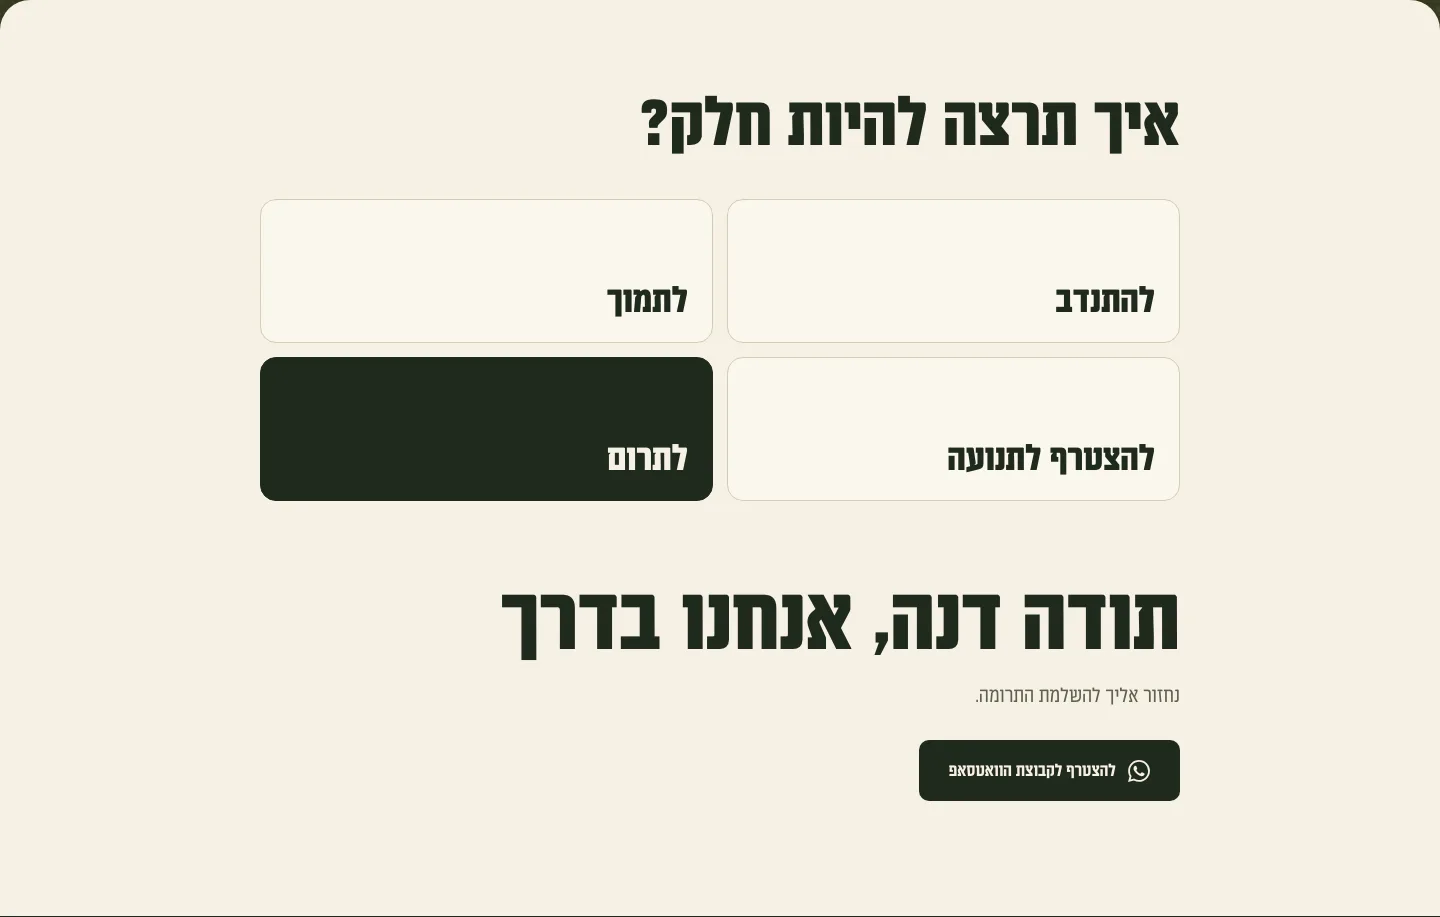 איך תרצה להיות חלק?
להתנדב
לתמוך
להצטרף לתנועה
לתרום
תודה דנה, אנחנו בדרך
נחזור אליך להשלמת התרומה.
להצטרף לקבוצת הוואטסאפ